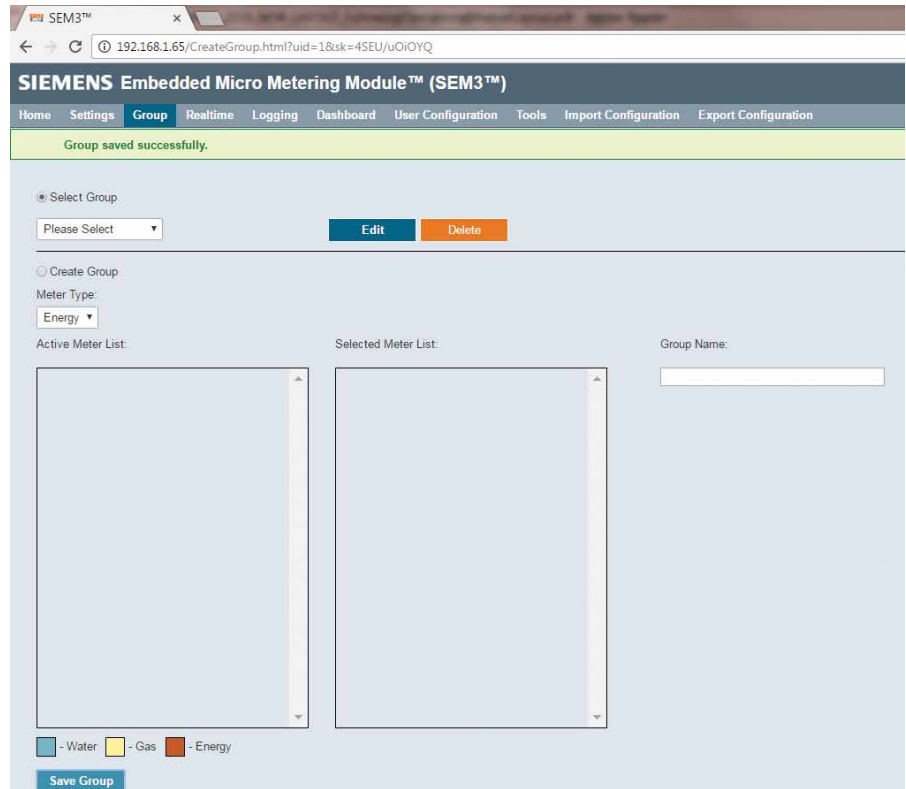 SEM3™
192.168.1.65/CreateGroup.html?uid=1&sk=4SEU/uOiOYQ
SIEMENS Embedded Micro Metering Module™ (SEM3™)
Home Settings Group Realtime Logging Dashboard User Configuration Tools Import Configuration Export Configuration
Group saved successfully.
Select Group
Please Select Edit Delete
Create Group
Meter Type:
Energy
Active Meter List: Selected Meter List: Group Name:
- Water - Gas - Energy
Save Group